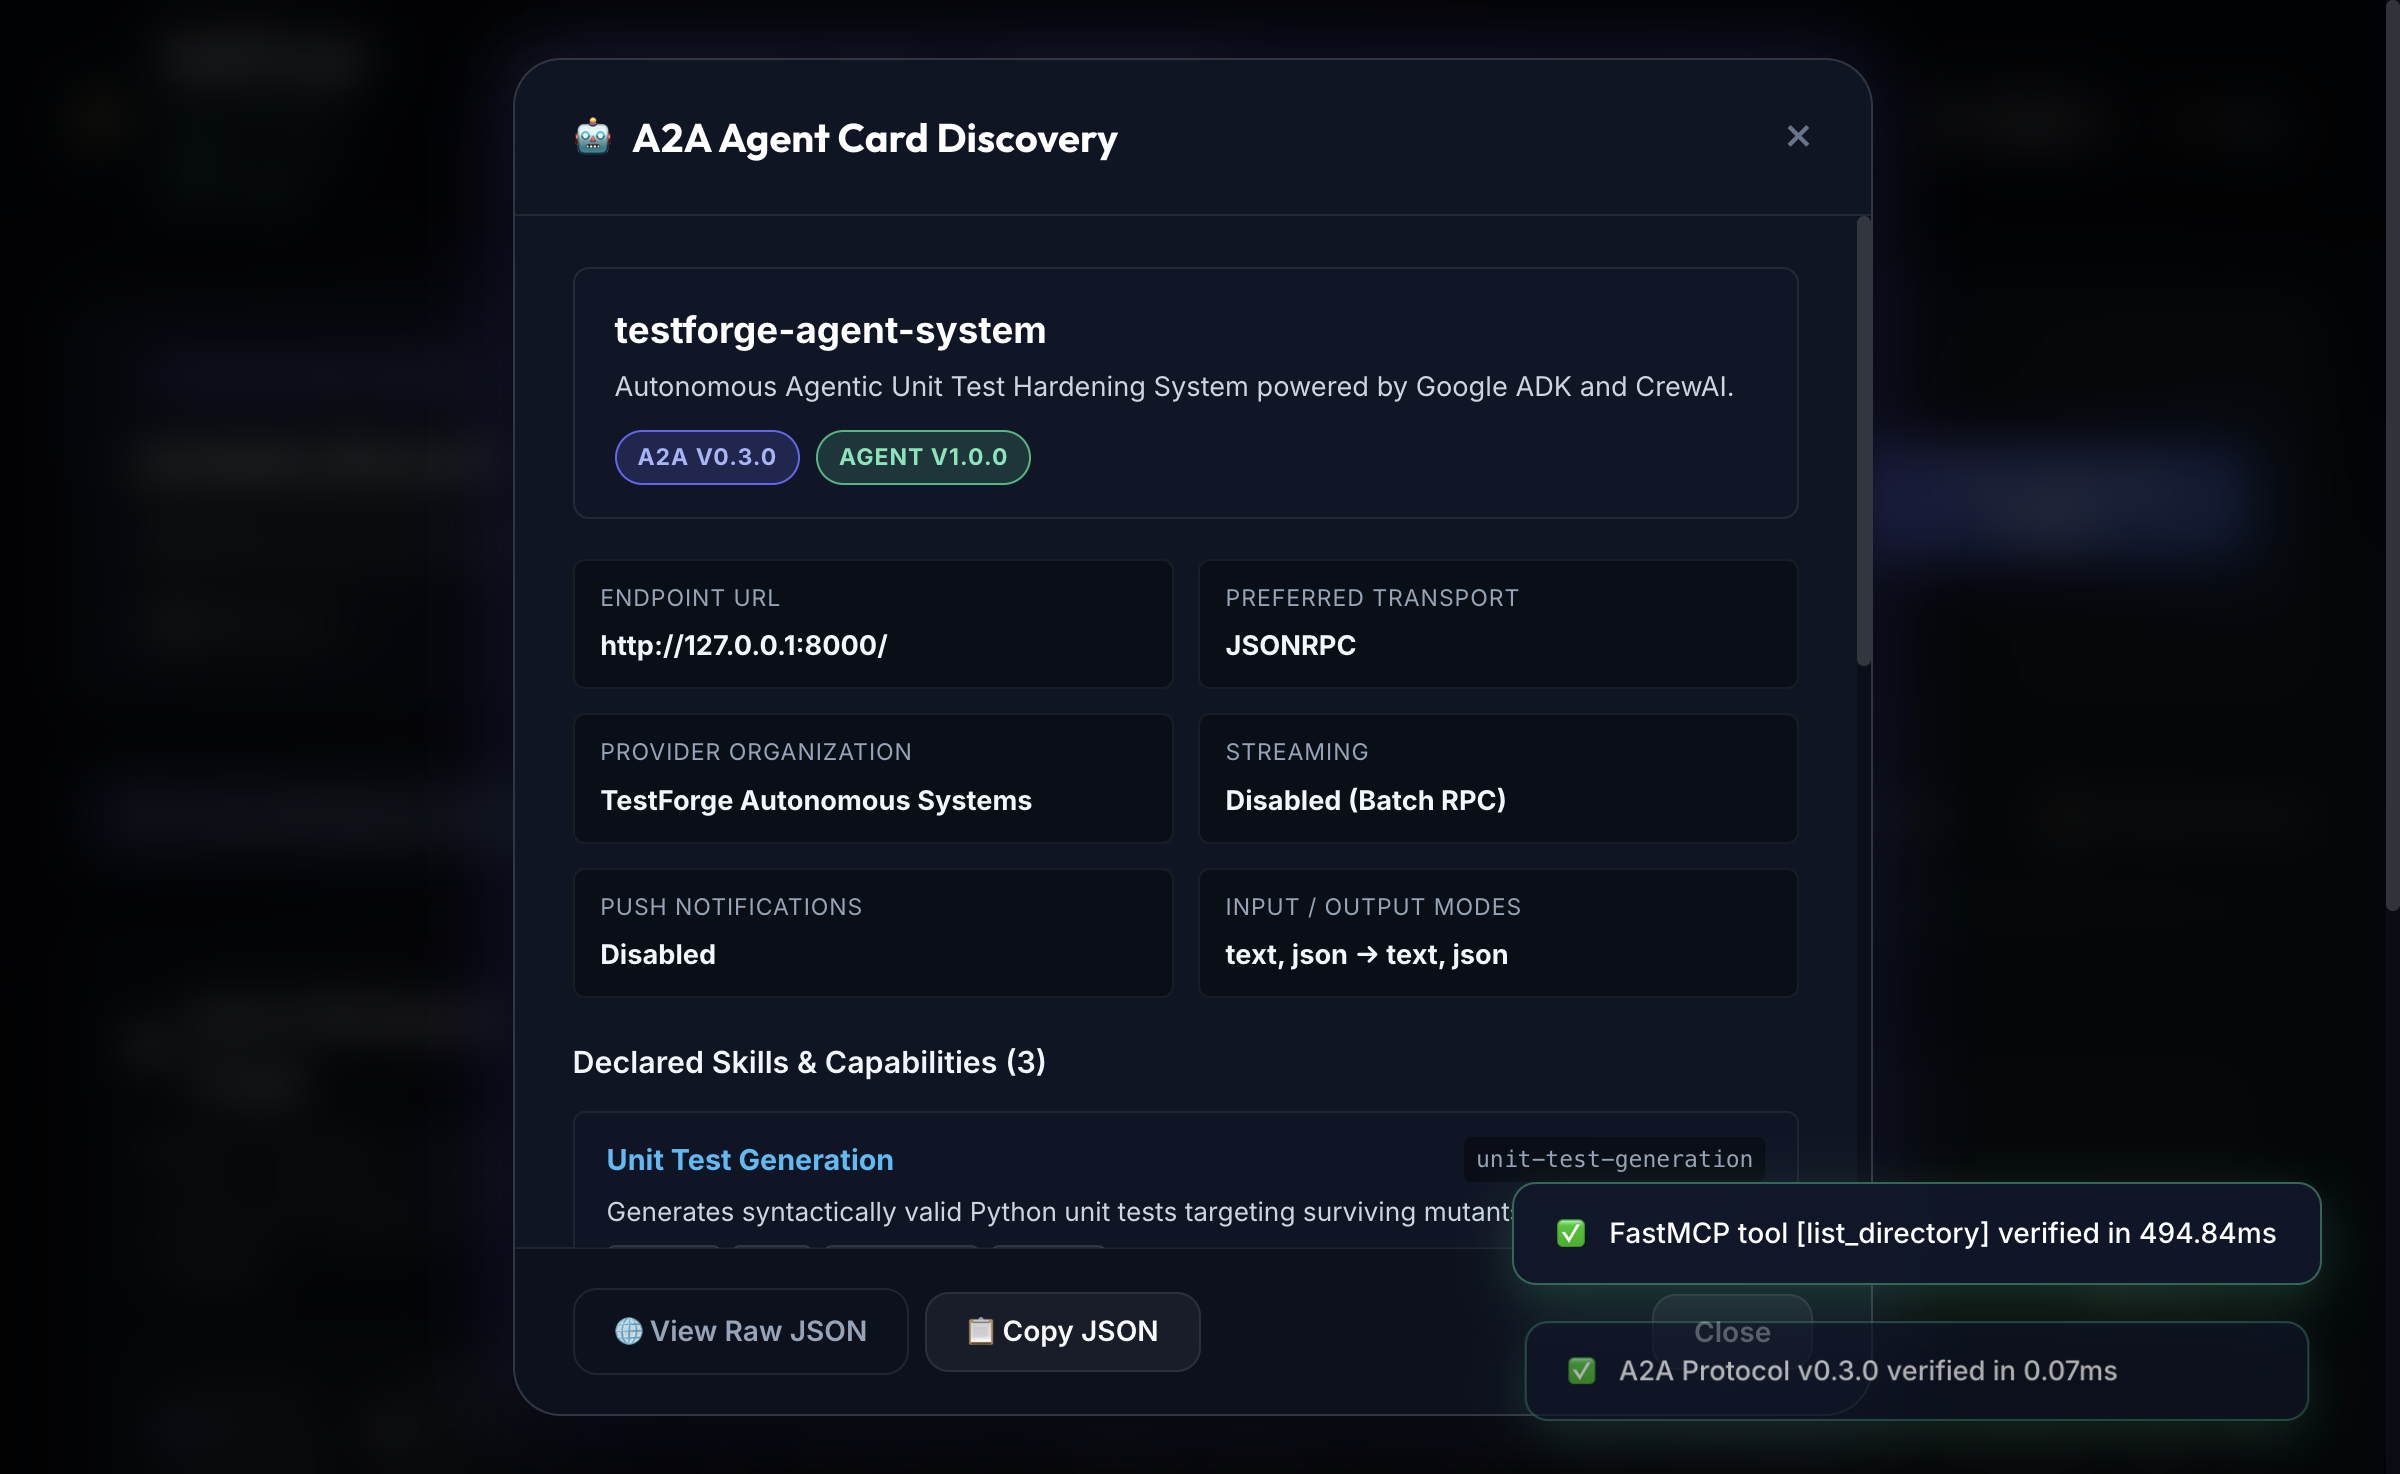 A2A Agent Card Discovery
testforge-agent-system
Autonomous Agentic Unit Test Hardening System powered by Google ADK and CrewAI.
A2A V0.3.0
AGENT V1.0.0
ENDPOINT URL
http://127.0.0.1:8000/
PREFERRED TRANSPORT
JSONRPC
PROVIDER ORGANIZATION
TestForge Autonomous Systems
STREAMING
Disabled (Batch RPC)
PUSH NOTIFICATIONS
Disabled
INPUT / OUTPUT MODES
text, json → text, json
Declared Skills & Capabilities (3)
Unit Test Generation
unit-test-generation
Generates syntactically valid Python unit tests targeting surviving mutants
FastMCP tool [list_directory] verified in 494.84ms
View Raw JSON
Copy JSON
Close
A2A Protocol v0.3.0 verified in 0.07ms